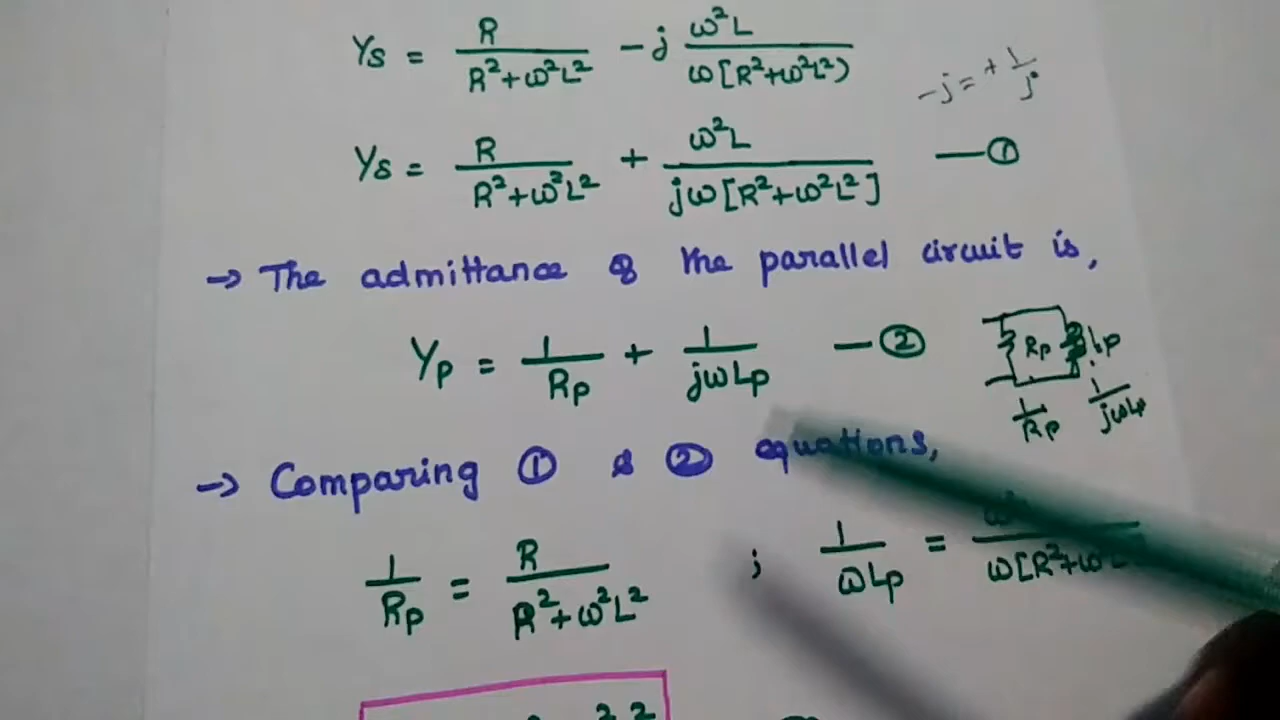 Ys = R / (R²+ω²L²) - j ω²L / (ω[R²+ω²L²))
-j = + 1/j
Ys = R / (R²+ω²L²) + ω²L / (jω[R²+ω²L²]) —①
→ The admittance of the parallel circuit is,
Yp = 1/Rp + 1/(jωLp) —②
Rp Lp
1/Rp 1/(jωLp)
→ Comparing ① & ② equations,
1/Rp = R / (R²+ω²L²) ; 1/(ωLp) = / (ω[R²+ω